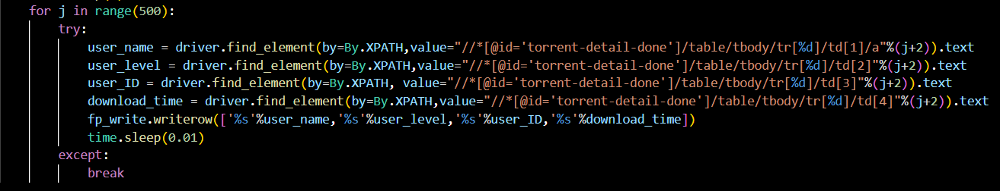 for j in range(500):
try:
user_name = driver.find_element(by=By.XPATH,value="//*[@id='torrent-detail-done']/table/tbody/tr[%d]/td[1]/a"%(j+2)).text
user_level = driver.find_element(by=By.XPATH,value="//*[@id='torrent-detail-done']/table/tbody/tr[%d]/td[2]"%(j+2)).text
user_ID = driver.find_element(by=By.XPATH, value="//*[@id='torrent-detail-done']/table/tbody/tr[%d]/td[3]"%(j+2)).text
download_time = driver.find_element(by=By.XPATH,value="//*[@id='torrent-detail-done']/table/tbody/tr[%d]/td[4]"%(j+2)).text
fp_write.writerow(['%s'%user_name,'%s'%user_level,'%s'%user_ID,'%s'%download_time])
time.sleep(0.01)
except:
break